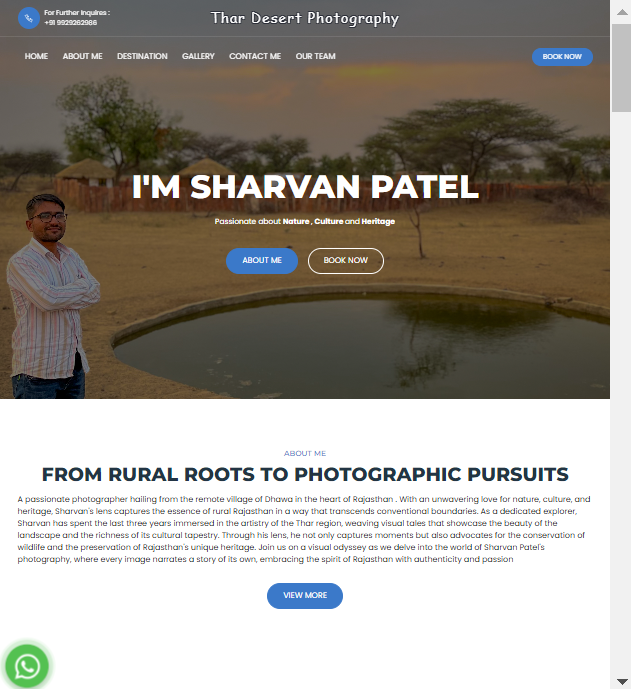 For Further Inquires :
+91 9929262986
Thar Desert Photography
HOME ABOUT ME DESTINATION GALLERY CONTACT ME OUR TEAM BOOK NOW
I'M SHARVAN PATEL
Passionate about Nature , Culture and Heritage
ABOUT ME BOOK NOW
ABOUT ME
FROM RURAL ROOTS TO PHOTOGRAPHIC PURSUITS
A passionate photographer hailing from the remote village of Dhawa in the heart of Rajasthan . With an unwavering love for nature, culture, and
heritage, Sharvan's lens captures the essence of rural Rajasthan in a way that transcends conventional boundaries. As a dedicated explorer,
Sharvan has spent the last three years immersed in the artistry of the Thar region, weaving visual tales that showcase the beauty of the
landscape and the richness of its cultural tapestry. Through his lens, he not only captures moments but also advocates for the conservation of
wildlife and the preservation of Rajasthan's unique heritage. Join us on a visual odyssey as we delve into the world of Sharvan Patel's
photography, where every image narrates a story of its own, embracing the spirit of Rajasthan with authenticity and passion
VIEW MORE